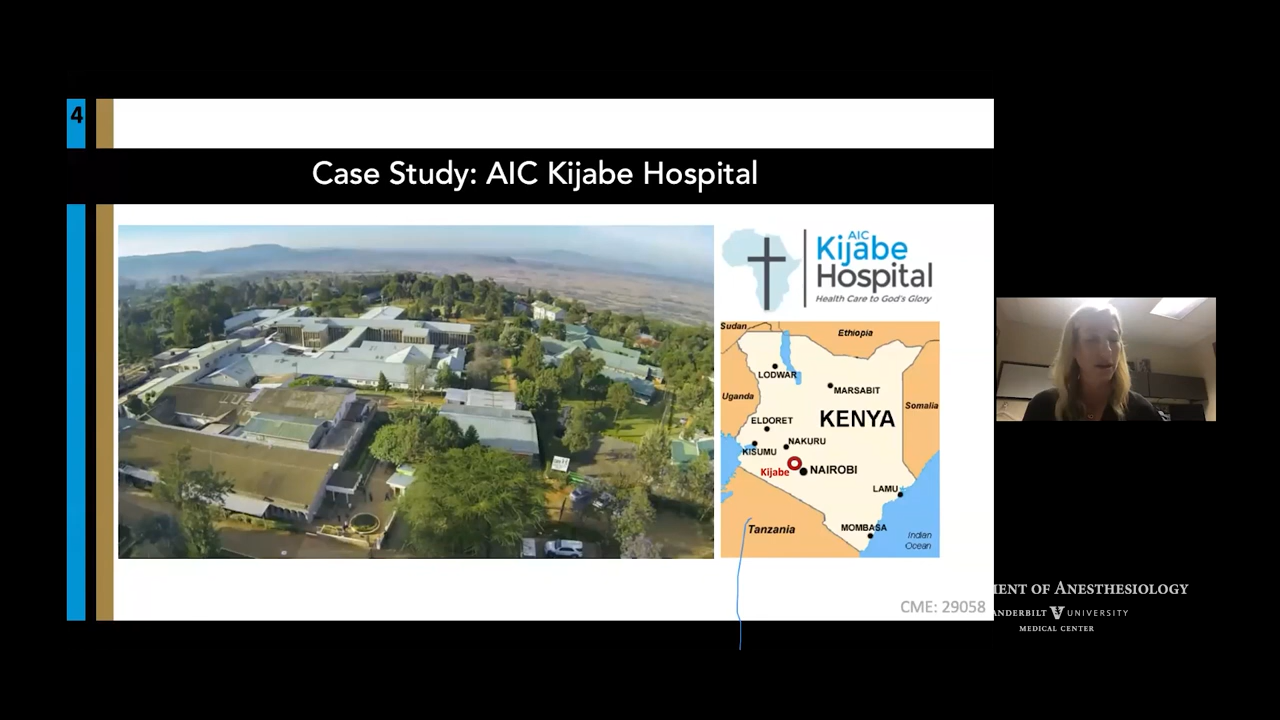 4
Case Study: AIC Kijabe Hospital
AIC
Kijabe
Hospital
Health Care to God's Glory
Sudan
Ethiopia
LODWAR
MARSABIT
Uganda
Somalia
KENYA
ELDORET
NAKURU
KISUMU
Kijabe
NAIROBI
LAMU
Tanzania
MOMBASA
Indian
Ocean
CME: 29058
MENT OF ANESTHESIOLOGY
ANDERBILT V UNIVERSITY
MEDICAL CENTER